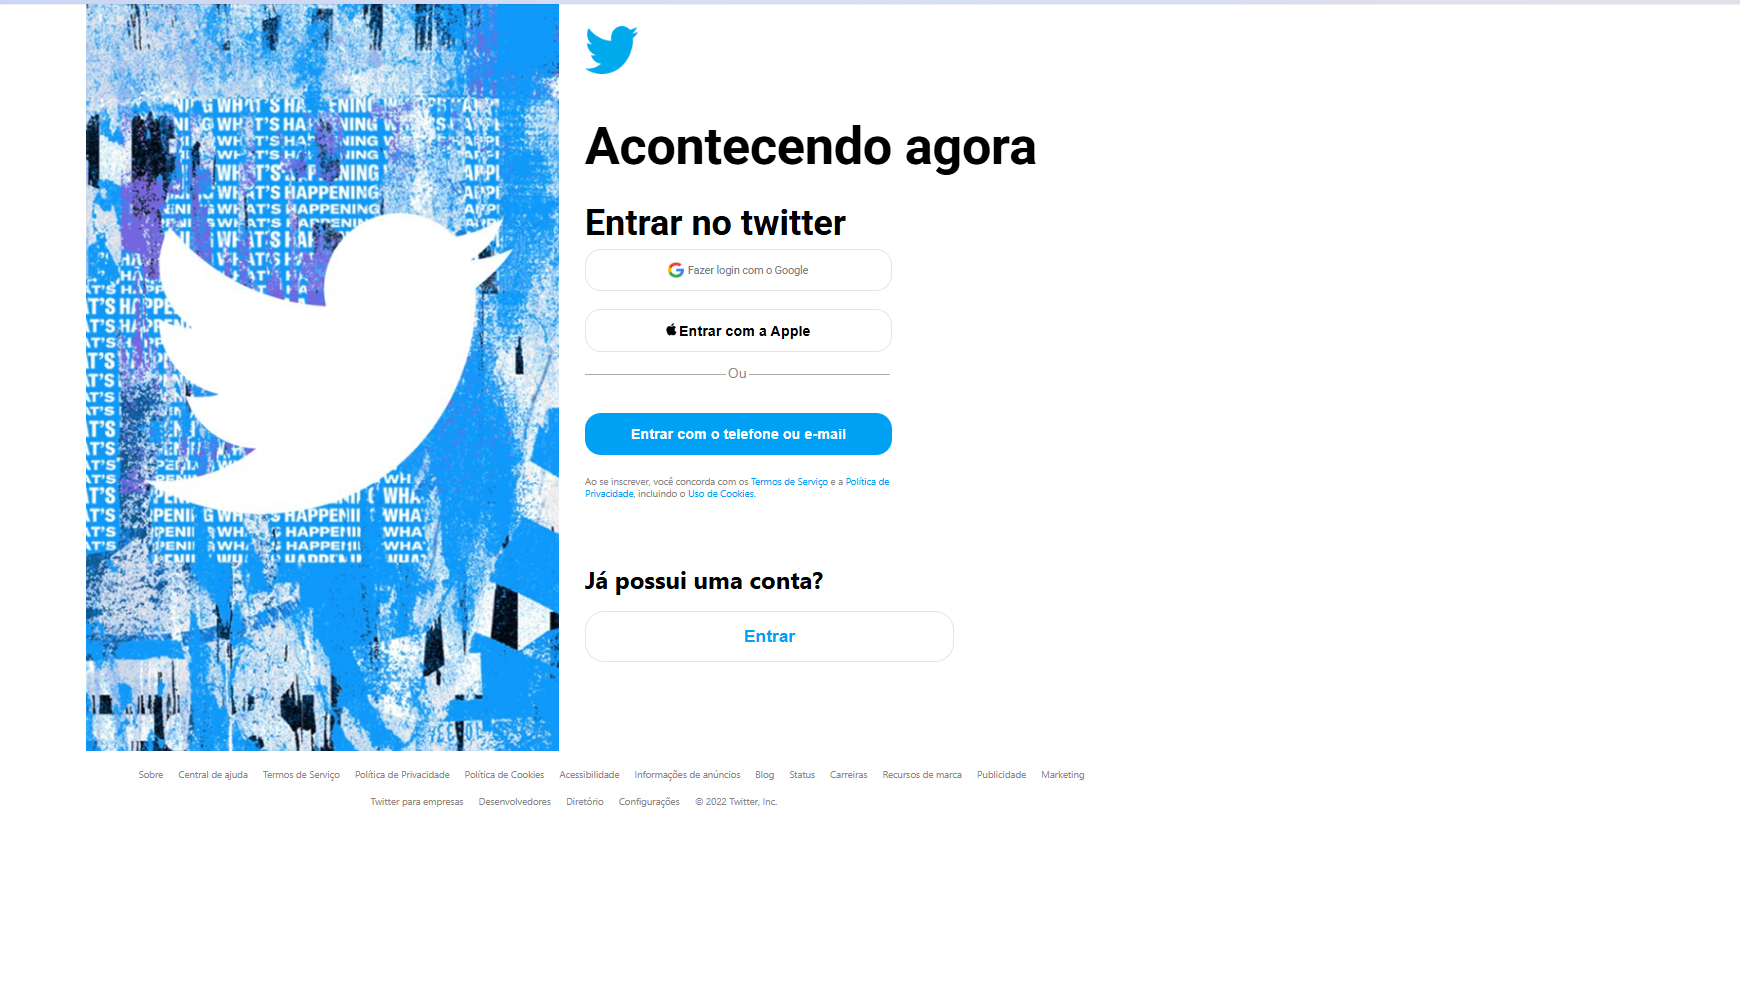 WHAT'S HAPPENING
Acontecendo agora
Entrar no twitter
Fazer login com o Google
Entrar com a Apple
Ou
Entrar com o telefone ou e-mail
Ao se inscrever, você concorda com os Termos de Serviço e a Política de
Privacidade, incluindo o Uso de Cookies.
Já possui uma conta?
Entrar
Sobre Central de ajuda Termos de Serviço Política de Privacidade Política de Cookies Acessibilidade Informações de anúncios Blog Status Carreiras Recursos de marca Publicidade Marketing
Twitter para empresas Desenvolvedores Diretório Configurações © 2022 Twitter, Inc.